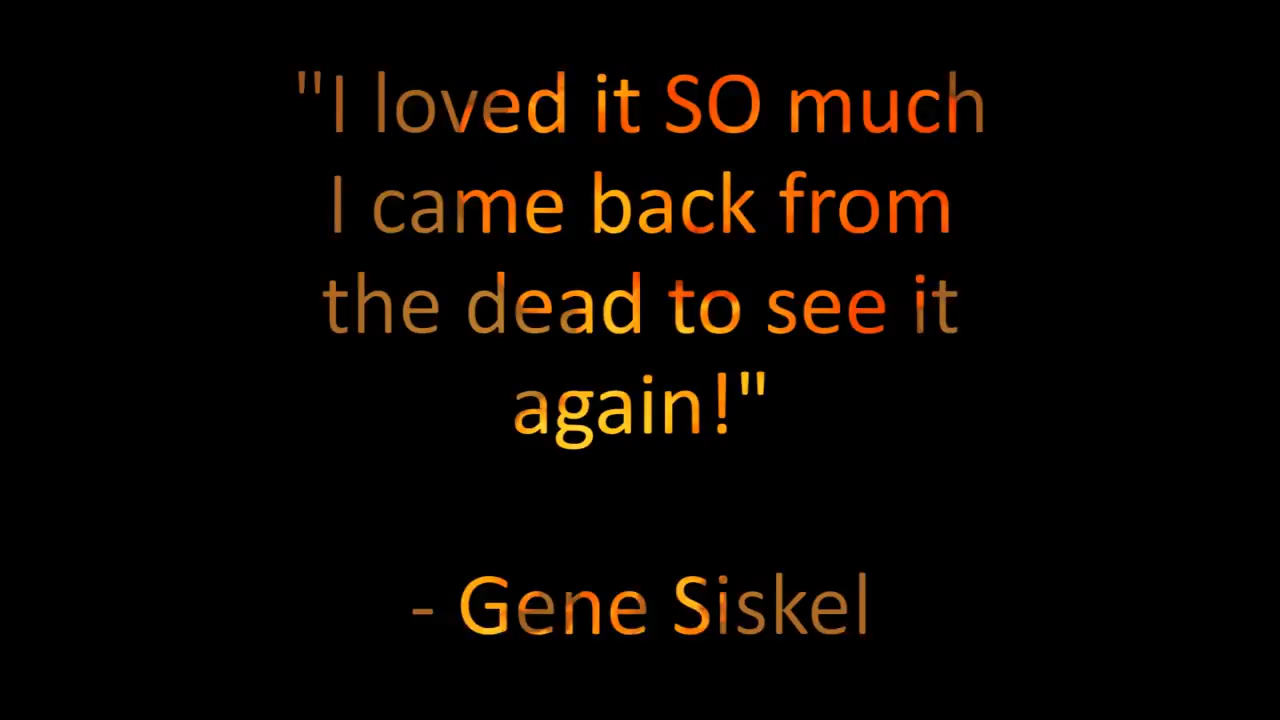 "I loved it SO much
I came back from
the dead to see it
again!"
- Gene Siskel